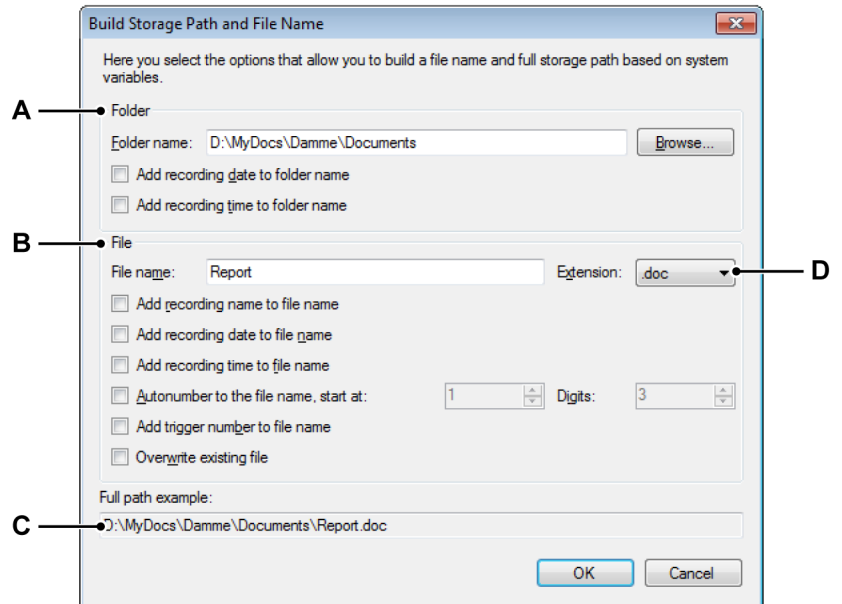 Build Storage Path and File Name
Here you select the options that allow you to build a file name and full storage path based on system
variables.
A
Folder
Folder name: D:\MyDocs\Damme\Documents Browse...
Add recording date to folder name
Add recording time to folder name
B
File
File name: Report Extension: .doc
D
Add recording name to file name
Add recording date to file name
Add recording time to file name
Autonumber to the file name, start at: 1 Digits: 3
Add trigger number to file name
Overwrite existing file
Full path example:
C
D:\MyDocs\Damme\Documents\Report.doc
OK Cancel